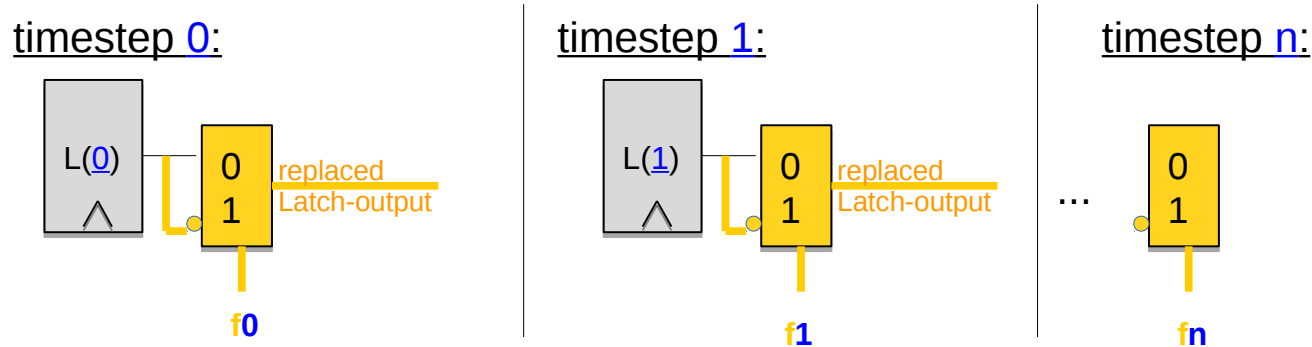 timestep 0:
L(0)
0
1
replaced
Latch-output
f0
timestep 1:
L(1)
0
1
replaced
Latch-output
f1
...
timestep n:
0
1
fn